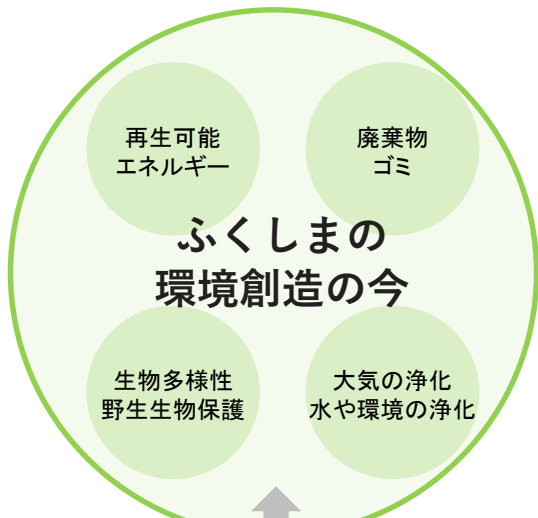 再生可能
エネルギー
廃棄物
ゴミ
ふくしまの
環境創造の今
生物多様性
野生生物保護
大気の浄化
水や環境の浄化